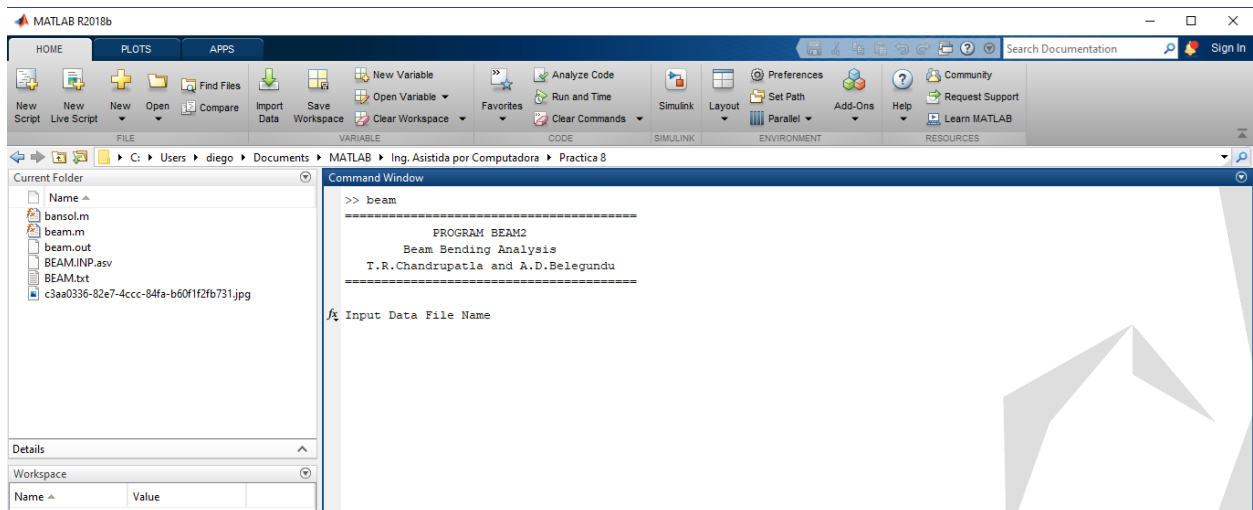 MATLAB R2018b
HOME PLOTS APPS
Search Documentation Sign In
New Script
New Live Script
New
Open
Find Files
Compare
Import Data
Save Workspace
New Variable
Open Variable
Clear Workspace
Favorites
Analyze Code
Run and Time
Clear Commands
Simulink
Layout
Preferences
Set Path
Parallel
Add-Ons
Help
Community
Request Support
Learn MATLAB
FILE VARIABLE CODE SIMULINK ENVIRONMENT RESOURCES
C: Users diego Documents MATLAB Ing. Asistida por Computadora Practica 8
Current Folder
Name
bansol.m
beam.m
beam.out
BEAM.INP.asv
BEAM.txt
c3aa0336-82e7-4ccc-84fa-b60f1f2fb731.jpg
Details
Workspace
Name Value
Command Window
>> beam
========================================
PROGRAM BEAM2
Beam Bending Analysis
T.R.Chandrupatla and A.D.Belegundu
========================================
fx Input Data File Name